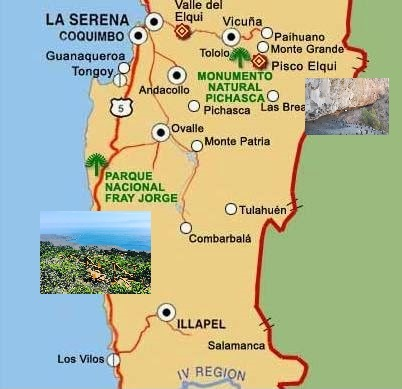 Valle del
Elqui
LA SERENA
COQUIMBO
Vicuña
Paihuano
Monte Grande
Tololo
Guanaqueroa
Tongoy
Pisco Elqui
MONUMENTO
NATURAL
PICHASCA
Andacollo
5
Pichasca
Las Brea
Ovalle
Monte Patria
PARQUE
NACIONAL
FRAY JORGE
Tulahuén
Combarbalá
ILLAPEL
Salamanca
Los Vilos
IV REGION